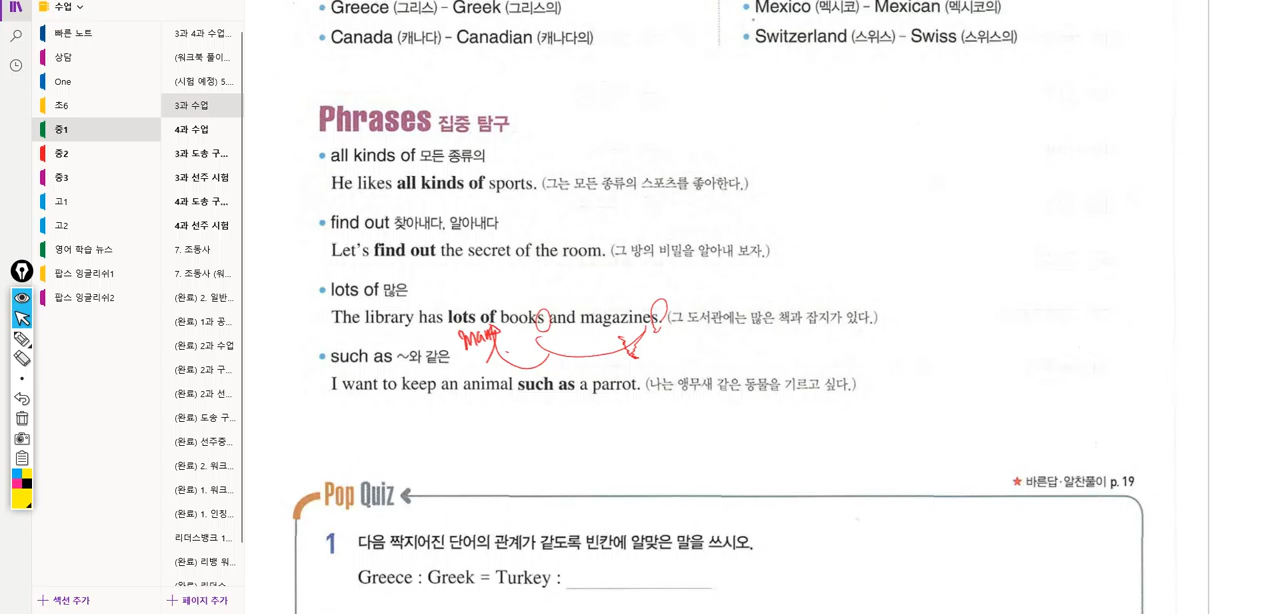 수업
빠른 노트
상담
One
초6
중1
중2
중3
고1
고2
영어 학습 뉴스
팝스 잉글리쉬1
팝스 잉글리쉬2
섹션 추가
3과 4과 수업...
(워크북 풀이...
(시험 예정) 5....
3과 수업
4과 수업
3과 도송 구...
3과 선주 시험
4과 도송 구...
4과 선주 시험
7. 조동사
7. 조동사 (워...
(완료) 2. 일반...
(완료) 1과 공...
(완료) 2과 수업
(완료) 2과 구...
(완료) 2과 선...
(완료) 도송 구...
(완료) 선주중...
(완료) 2. 워크...
(완료) 1. 워크...
(완료) 1. 인칭...
리더스뱅크 1...
(완료) 리뱅 워...
(완료) 리더스
페이지 추가
• Greece (그리스) – Greek (그리스의)
• Canada (캐나다) – Canadian (캐나다의)
• Mexico (멕시코) – Mexican (멕시코의)
• Switzerland (스위스) – Swiss (스위스의)
Phrases 집중 탐구
• all kinds of 모든 종류의
He likes all kinds of sports. (그는 모든 종류의 스포츠를 좋아한다.)
• find out 찾아내다, 알아내다
Let's find out the secret of the room. (그 방의 비밀을 알아내 보자.)
• lots of 많은
The library has lots of books and magazines. (그 도서관에는 많은 책과 잡지가 있다.)
many
• such as ~와 같은
I want to keep an animal such as a parrot. (나는 앵무새 같은 동물을 기르고 싶다.)
★ 바른답·알찬풀이 p. 19
Pop Quiz
1 다음 짝지어진 단어의 관계가 같도록 빈칸에 알맞은 말을 쓰시오.
Greece : Greek = Turkey :